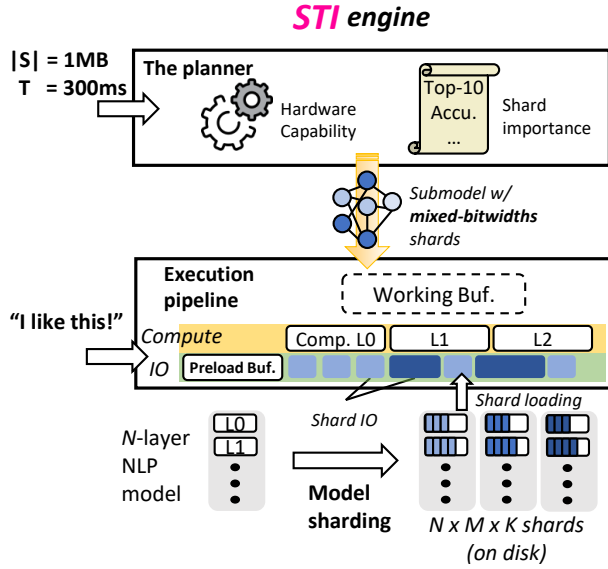 STI engine
|S| = 1MB
T = 300ms
The planner
Hardware
Capability
Top-10
Accu.
...
Shard
importance
Submodel w/
mixed-bitwidths
shards
Execution
pipeline
Working Buf.
"I like this!"
Compute
Comp. L0
L1
L2
IO
Preload Buf.
Shard IO
Shard loading
N-layer
NLP
model
L0
L1
Model
sharding
N x M x K shards
(on disk)